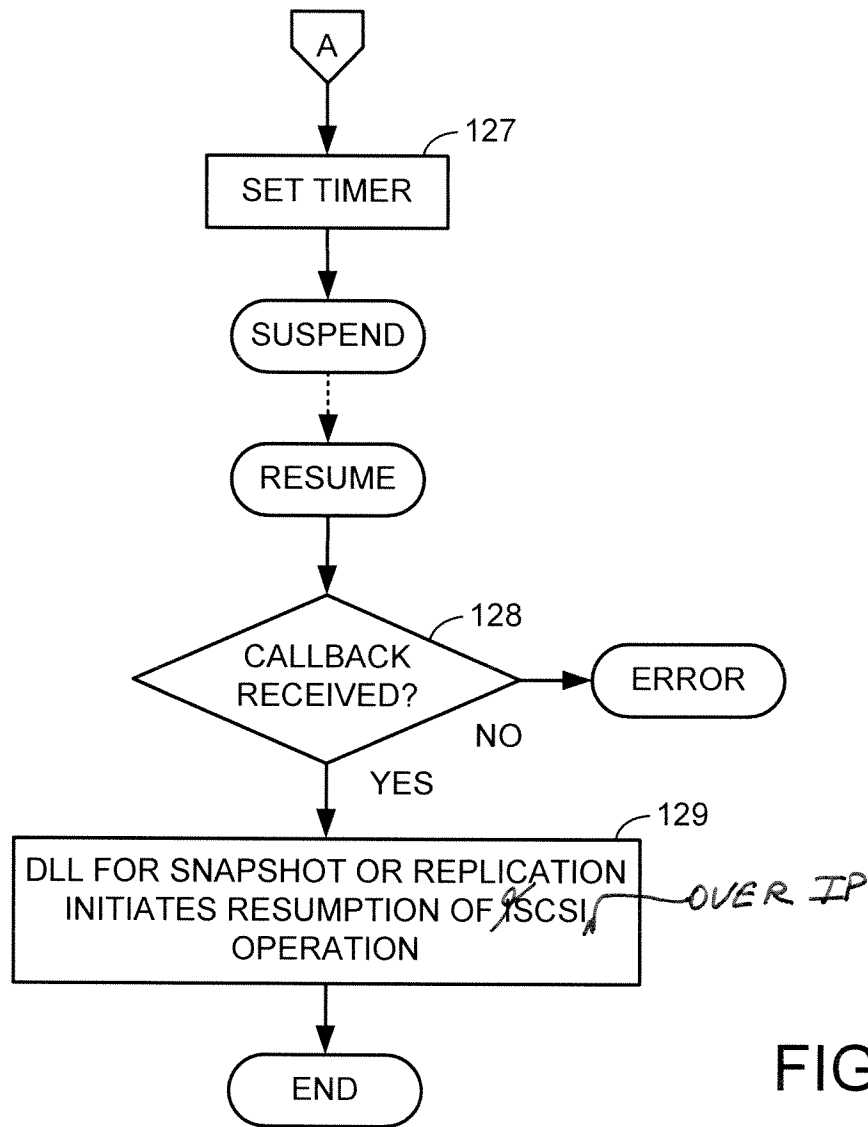 A
127
SET TIMER
SUSPEND
RESUME
128
CALLBACK
RECEIVED?
ERROR
NO
YES
129
DLL FOR SNAPSHOT OR REPLICATION
INITIATES RESUMPTION OF iSCSI OVER IP
OPERATION
END
FIG